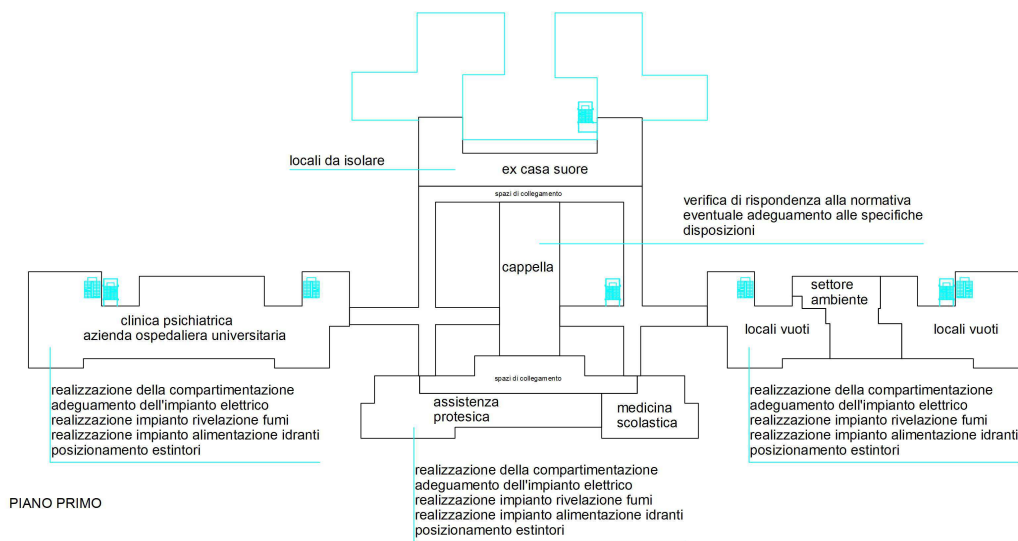 locali da isolare
ex casa suore
spazi di collegamento
verifica di rispondenza alla normativa
eventuale adeguamento alle specifiche
disposizioni
cappella
settore
ambiente
clinica psichiatrica
azienda ospedaliera universitaria
locali vuoti
locali vuoti
spazi di collegamento
assistenza
protesica
medicina
scolastica
realizzazione della compartimentazione
adeguamento dell'impianto elettrico
realizzazione impianto rivelazione fumi
realizzazione impianto alimentazione idranti
posizionamento estintori
realizzazione della compartimentazione
adeguamento dell'impianto elettrico
realizzazione impianto rivelazione fumi
realizzazione impianto alimentazione idranti
posizionamento estintori
realizzazione della compartimentazione
adeguamento dell'impianto elettrico
realizzazione impianto rivelazione fumi
realizzazione impianto alimentazione idranti
posizionamento estintori
PIANO PRIMO